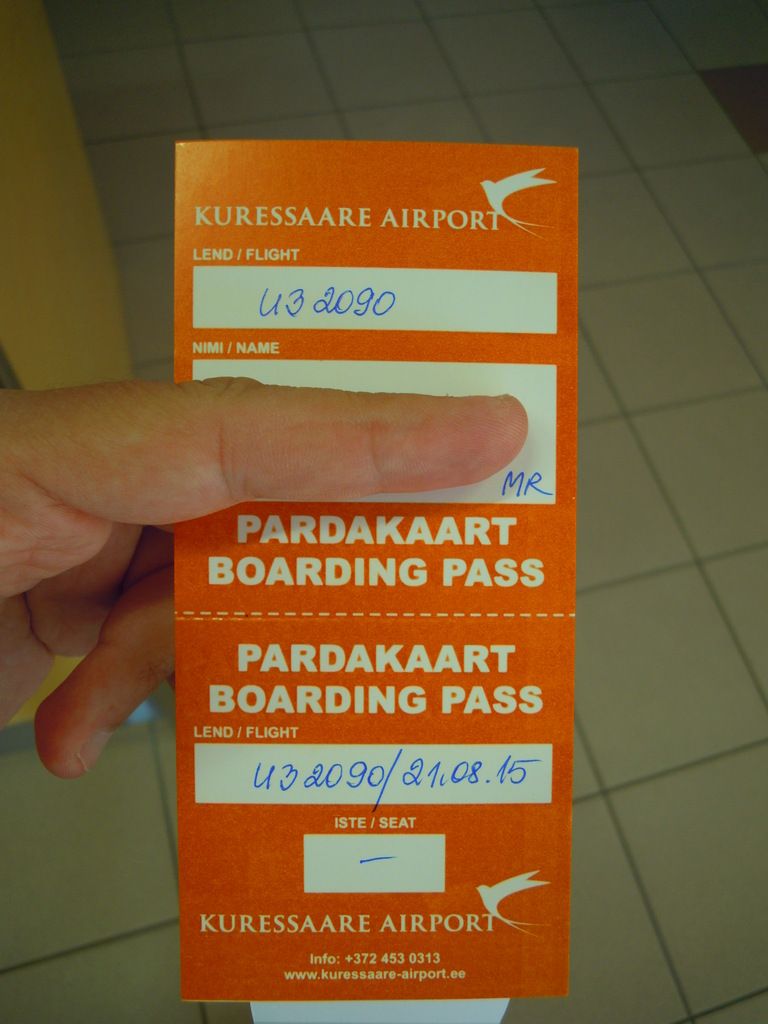 KURESSAARE AIRPORT
LEND / FLIGHT
U3 2090
NIMI / NAME
MR
PARDAKAART
BOARDING PASS
PARDAKAART
BOARDING PASS
LEND / FLIGHT
U3 2090/21.08.15
ISTE / SEAT
–
KURESSAARE AIRPORT
Info: +372 453 0313
www.kuressaare-airport.ee